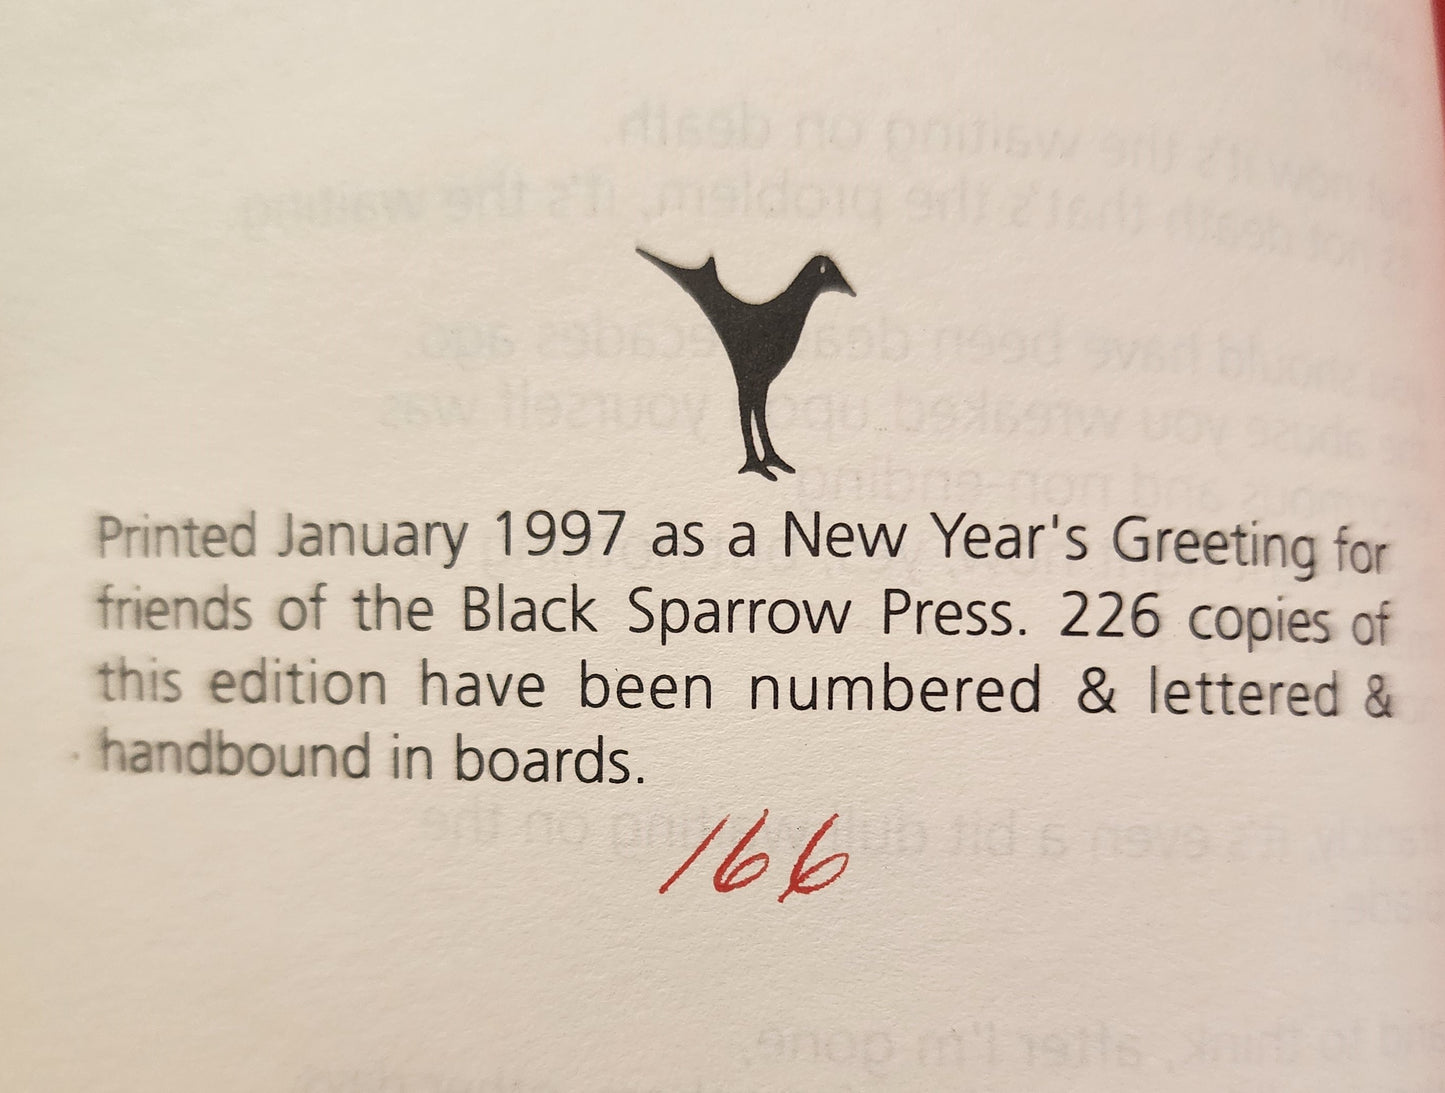 Printed January 1997 as a New Year's Greeting for
friends of the Black Sparrow Press. 226 copies of
this edition have been numbered & lettered &
handbound in boards.
166